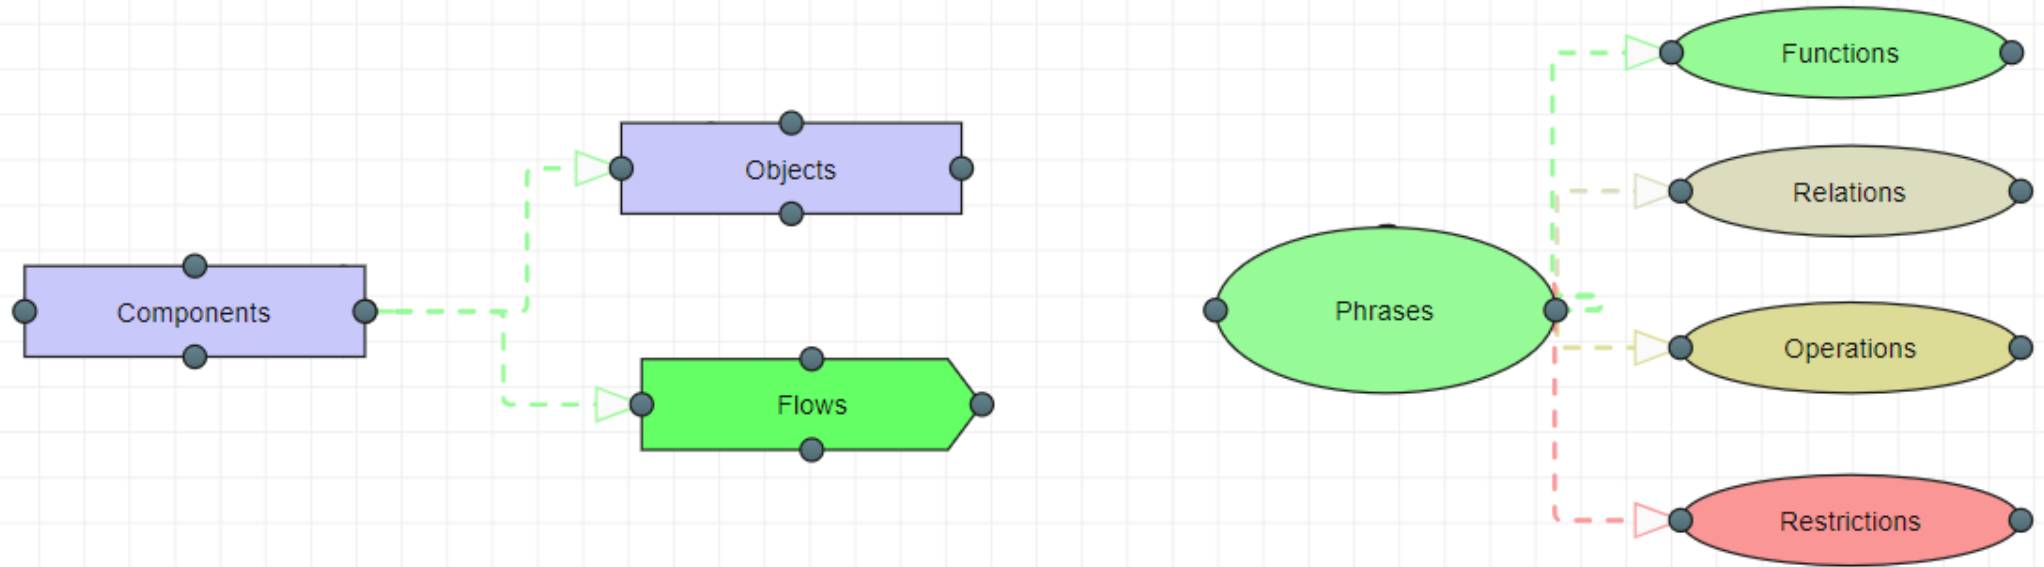 Components
Objects
Flows
Phrases
Functions
Relations
Operations
Restrictions